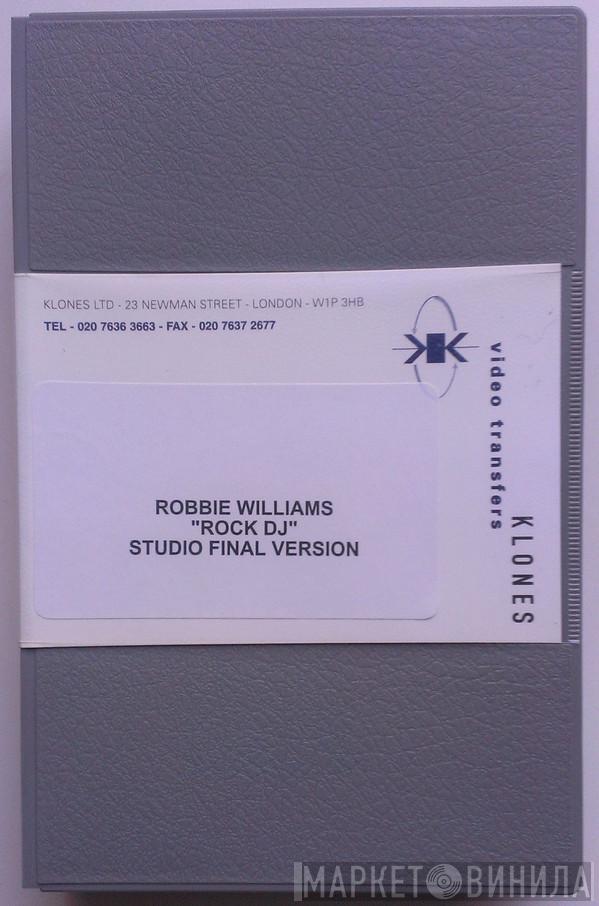 KLONES LTD - 23 NEWMAN STREET - LONDON - W1P 3HB
TEL - 020 7636 3663 - FAX - 020 7637 2677
video transfers
KLONES
ROBBIE WILLIAMS
"ROCK DJ"
STUDIO FINAL VERSION
МАРКЕТ ВИНИЛА